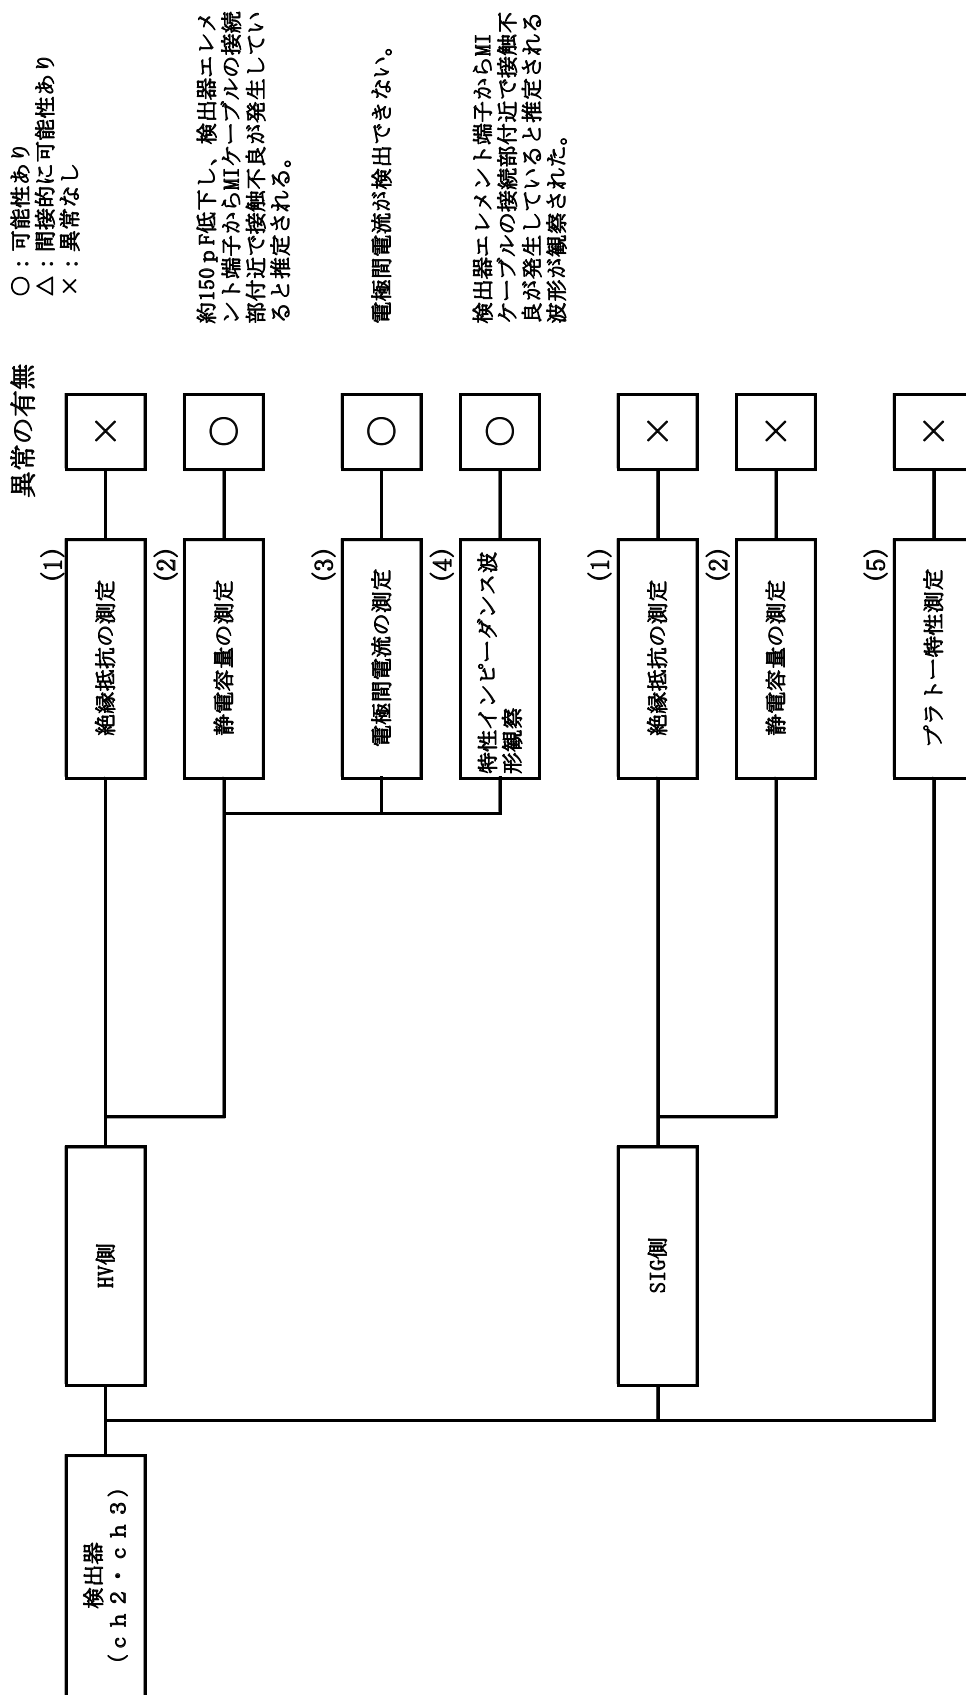 ○：可能性あり
△：間接的に可能性あり
×：異常なし
異常の有無
検出器
(ｃｈ２・ｃｈ３)
HV側
(1)
絶縁抵抗の測定
×
(2)
静電容量の測定
○
約150ｐF低下し、検出器エレメ
ント端子からMIケーブルの接続
部付近で接触不良が発生してい
ると推定される。
(3)
電極間電流の測定
○
電極間電流が検出できない。
(4)
特性インピーダンス波
形観察
○
検出器エレメント端子からMI
ケーブルの接続部付近で接触不
良が発生していると推定される
波形が観察された。
SIG側
(1)
絶縁抵抗の測定
×
(2)
静電容量の測定
×
(5)
プラトー特性測定
×